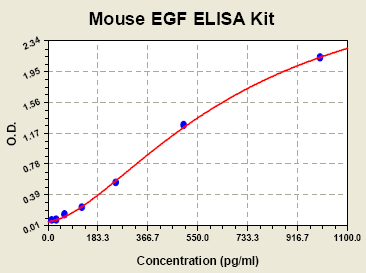 Mouse EGF ELISA Kit
2.34
1.95
1.56
1.17
0.78
0.39
0.01
O.D.
0.0 183.3 366.7 550.0 733.3 916.7 1100.0
Concentration (pg/ml)